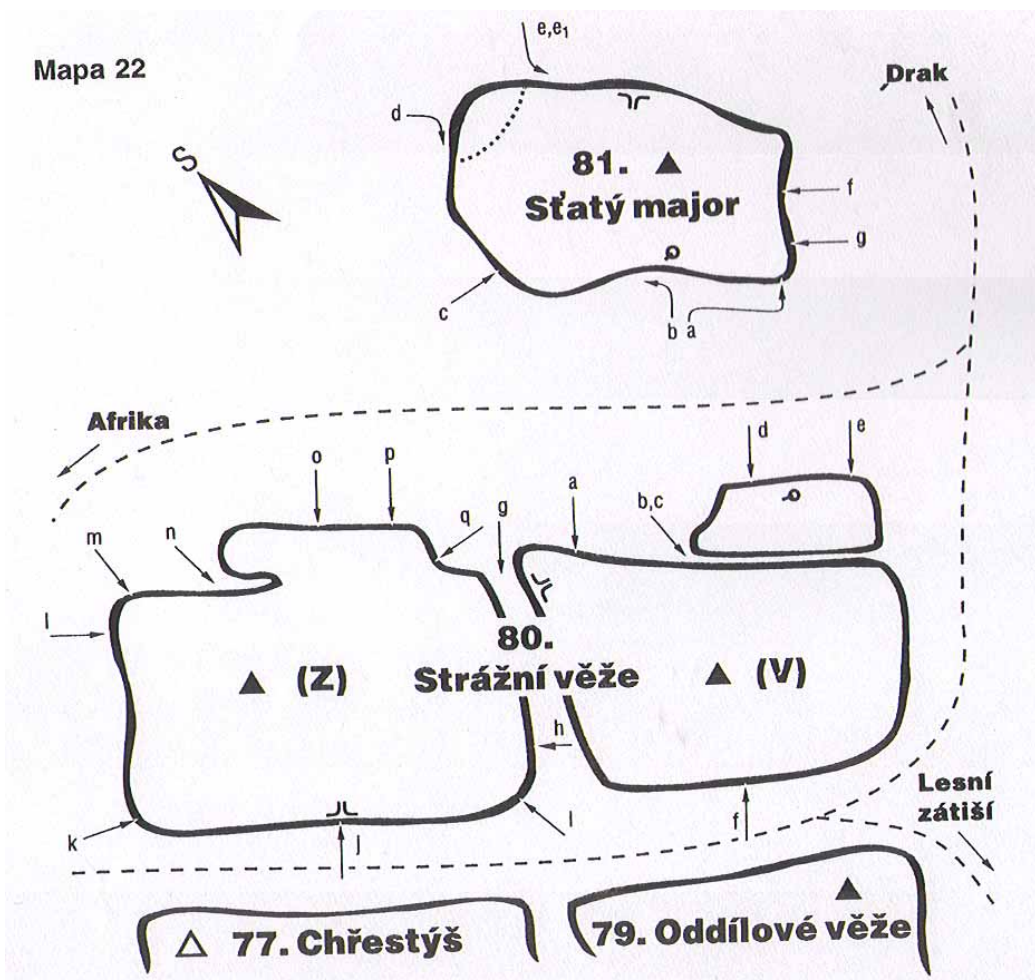 Mapa 22
e,e1
Drak
d
S
81.
Sťatý major
f
g
c
b
a
Afrika
o
p
q
g
a
b,c
d
e
m
n
l
80.
Strážní věže
(Z)
(V)
h
k
j
l
f
Lesní
zátiší
77. Chřestýš
79. Oddílové věže